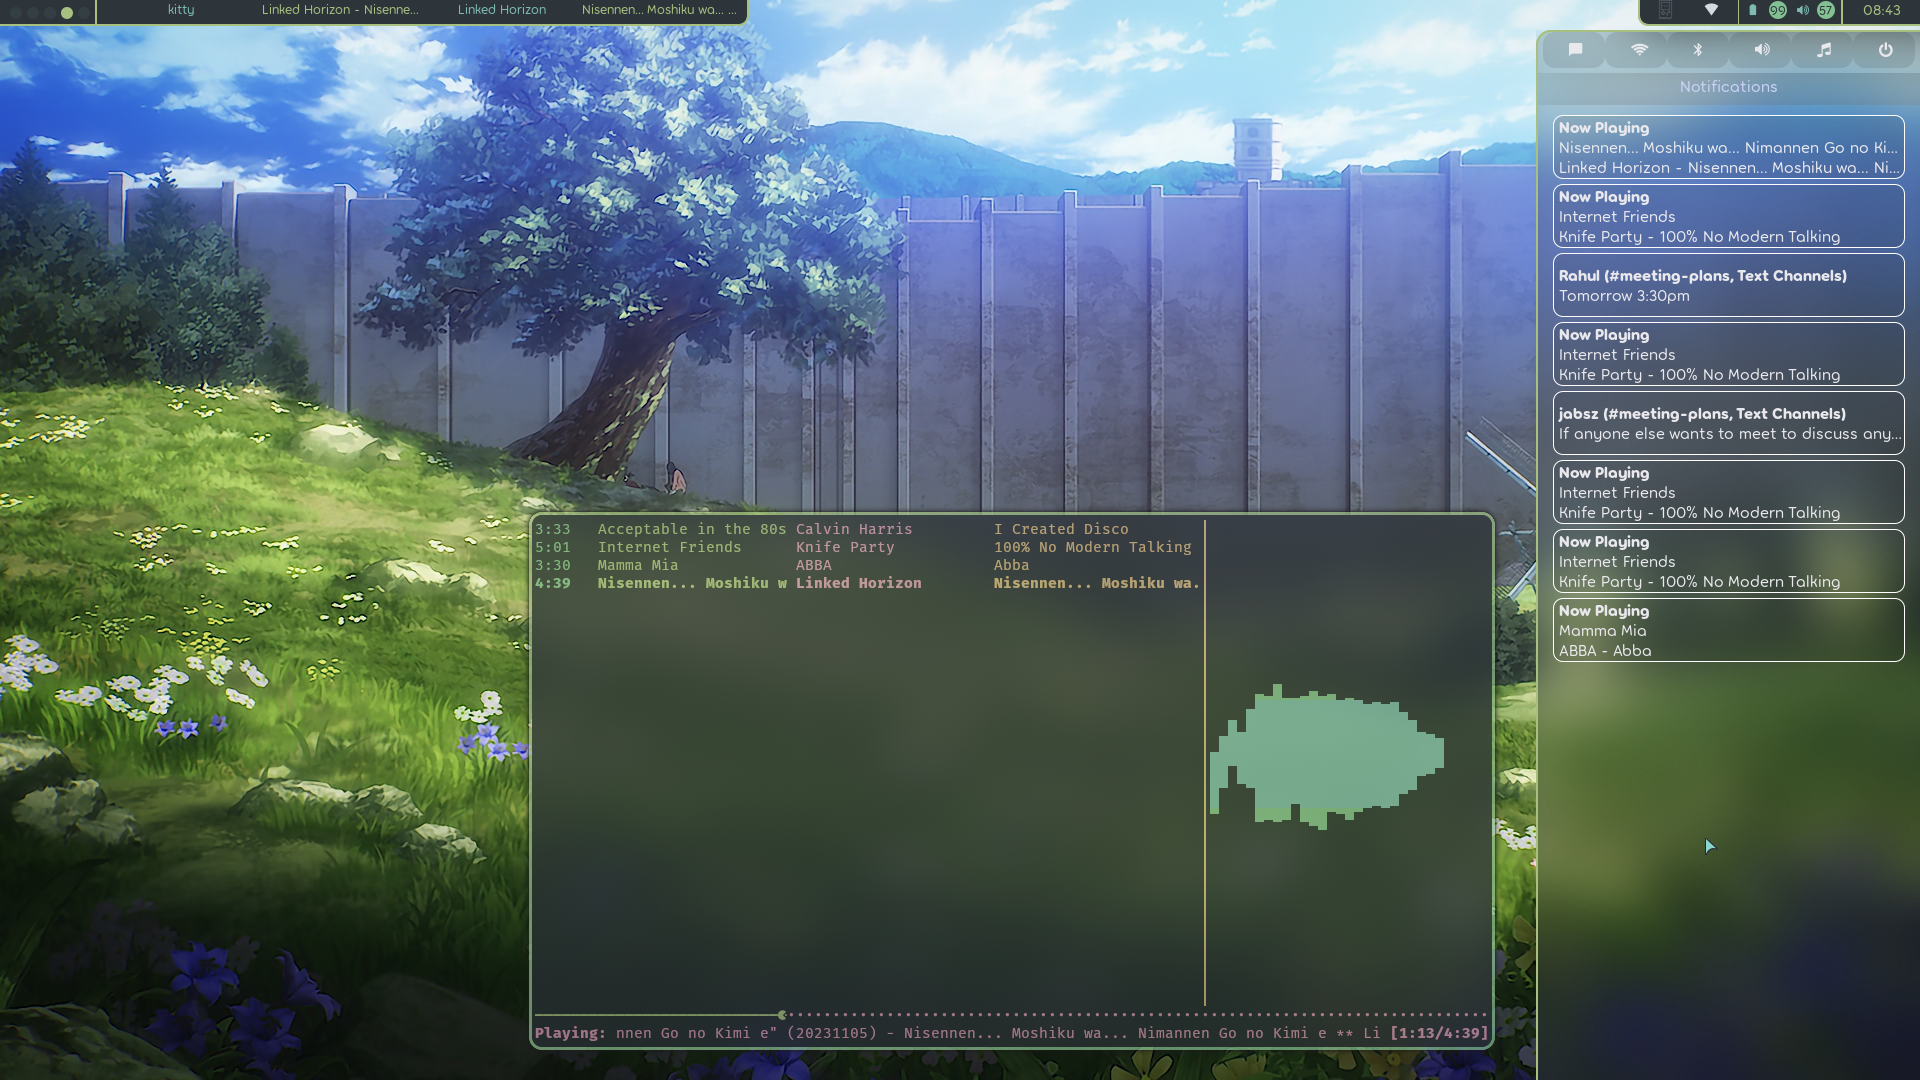 kitty
Linked Horizon - Nisenne...
Linked Horizon
Nisennen... Moshiku wa... ...
99
57
08:43
Notifications
Now Playing
Nisennen... Moshiku wa... Nimannen Go no Ki...
Linked Horizon - Nisennen... Moshiku wa... Ni...
Now Playing
Internet Friends
Knife Party - 100% No Modern Talking
Rahul (#meeting-plans, Text Channels)
Tomorrow 3:30pm
Now Playing
Internet Friends
Knife Party - 100% No Modern Talking
jabsz (#meeting-plans, Text Channels)
If anyone else wants to meet to discuss any...
Now Playing
Internet Friends
Knife Party - 100% No Modern Talking
Now Playing
Internet Friends
Knife Party - 100% No Modern Talking
Now Playing
Mamma Mia
ABBA - Abba
3:33 Acceptable in the 80s Calvin Harris I Created Disco
5:01 Internet Friends Knife Party 100% No Modern Talking
3:30 Mamma Mia ABBA Abba
4:39 Nisennen... Moshiku w Linked Horizon Nisennen... Moshiku wa.
Playing: nnen Go no Kimi e" (20231105) - Nisennen... Moshiku wa... Nimannen Go no Kimi e ** Li [1:13/4:39]